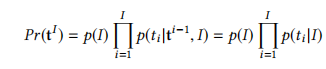 Pr(t^I) = p(I) ∏_{i=1}^{I} p(t_i|t^{i−1}, I) = p(I) ∏_{i=1}^{I} p(t_i|I)